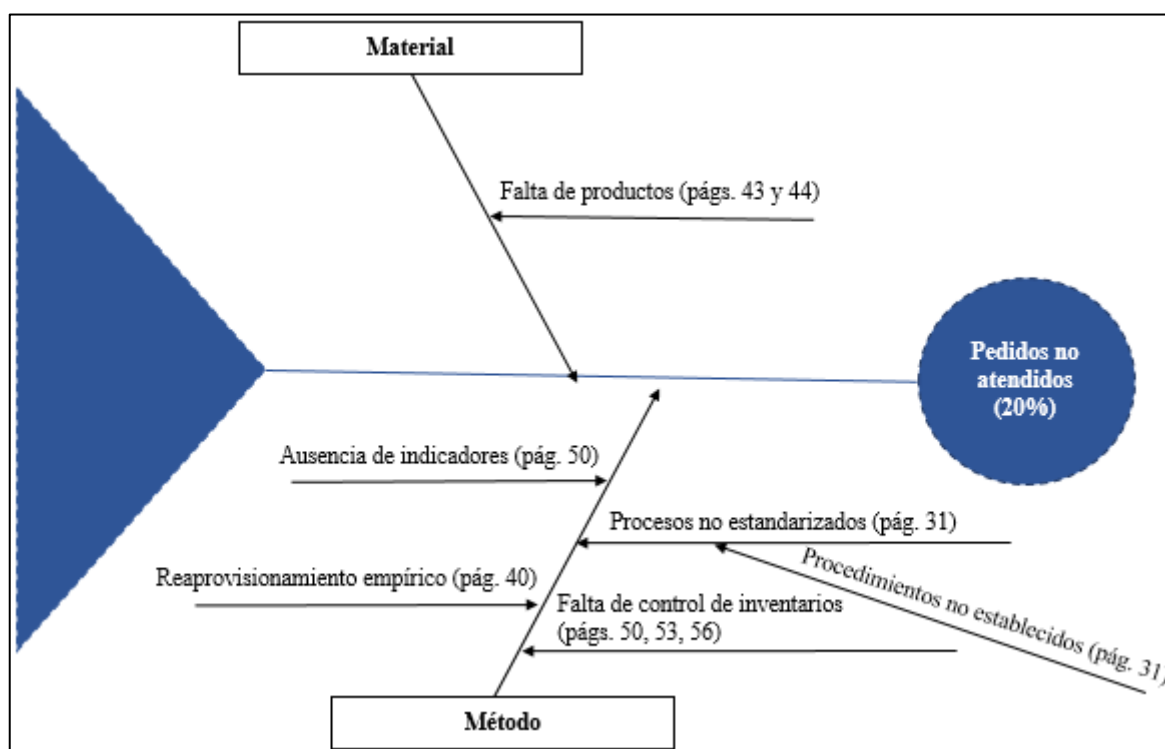 Material
Falta de productos (págs. 43 y 44)
Pedidos no
atendidos
(20%)
Ausencia de indicadores (pág. 50)
Procesos no estandarizados (pág. 31)
Procedimientos no establecidos (pág. 31)
Reaprovisionamiento empírico (pág. 40)
Falta de control de inventarios
(págs. 50, 53, 56)
Método